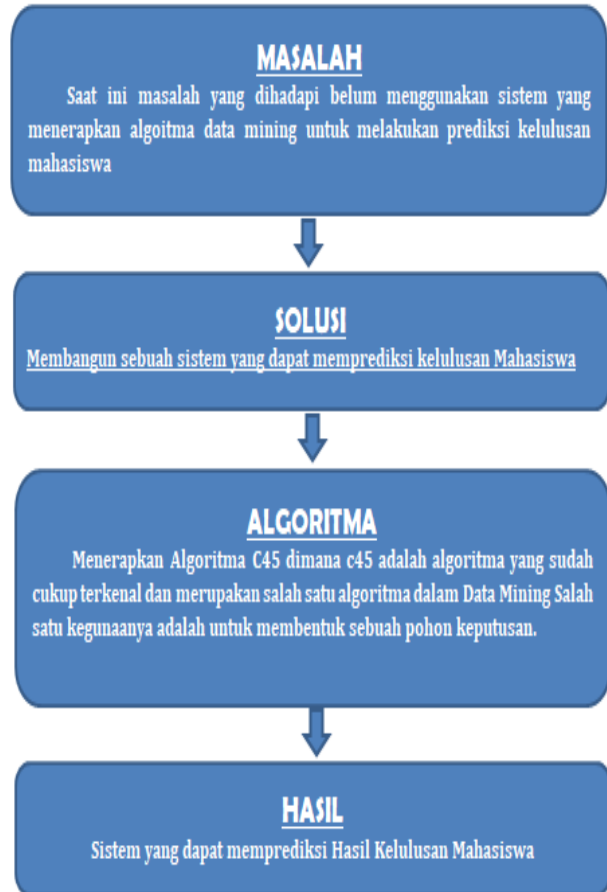 MASALAH
Saat ini masalah yang dihadapi belum menggunakan sistem yang
menerapkan algoitma data mining untuk melakukan prediksi kelulusan
mahasiswa
SOLUSI
Membangun sebuah sistem yang dapat memprediksi kelulusan Mahasiswa
ALGORITMA
Menerapkan Algoritma C45 dimana c45 adalah algoritma yang sudah
cukup terkenal dan merupakan salah satu algoritma dalam Data Mining Salah
satu kegunaanya adalah untuk membentuk sebuah pohon keputusan.
HASIL
Sistem yang dapat memprediksi Hasil Kelulusan Mahasiswa